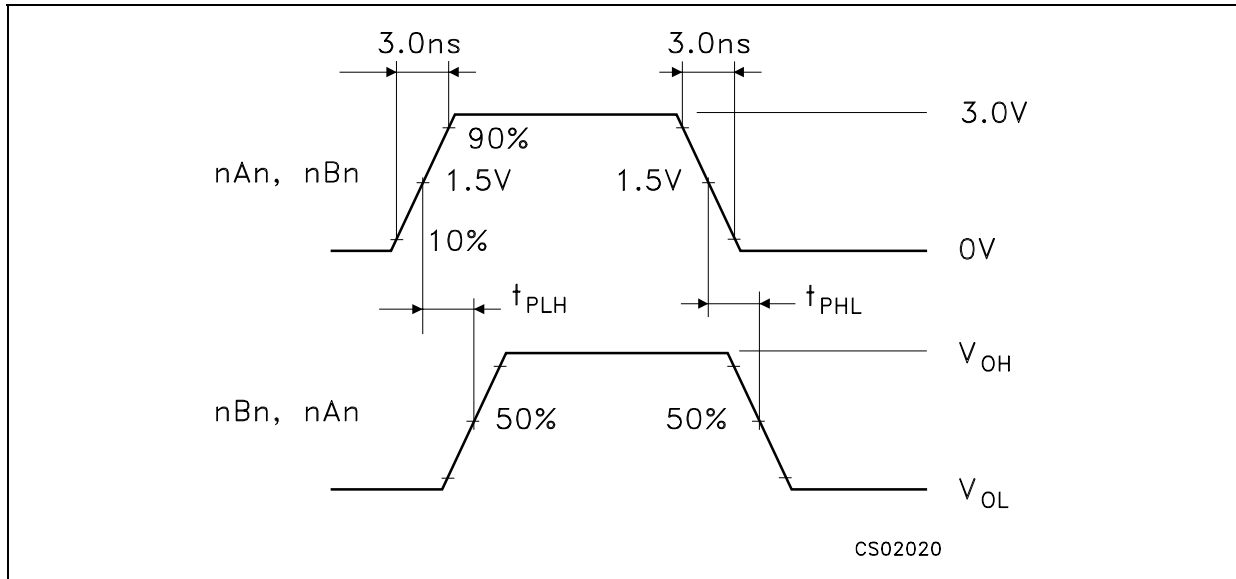 3.0ns 3.0ns
3.0V
90%
nAn, nBn 1.5V 1.5V
10% 0V
tPLH tPHL
VOH
nBn, nAn 50% 50%
VOL
CS02020